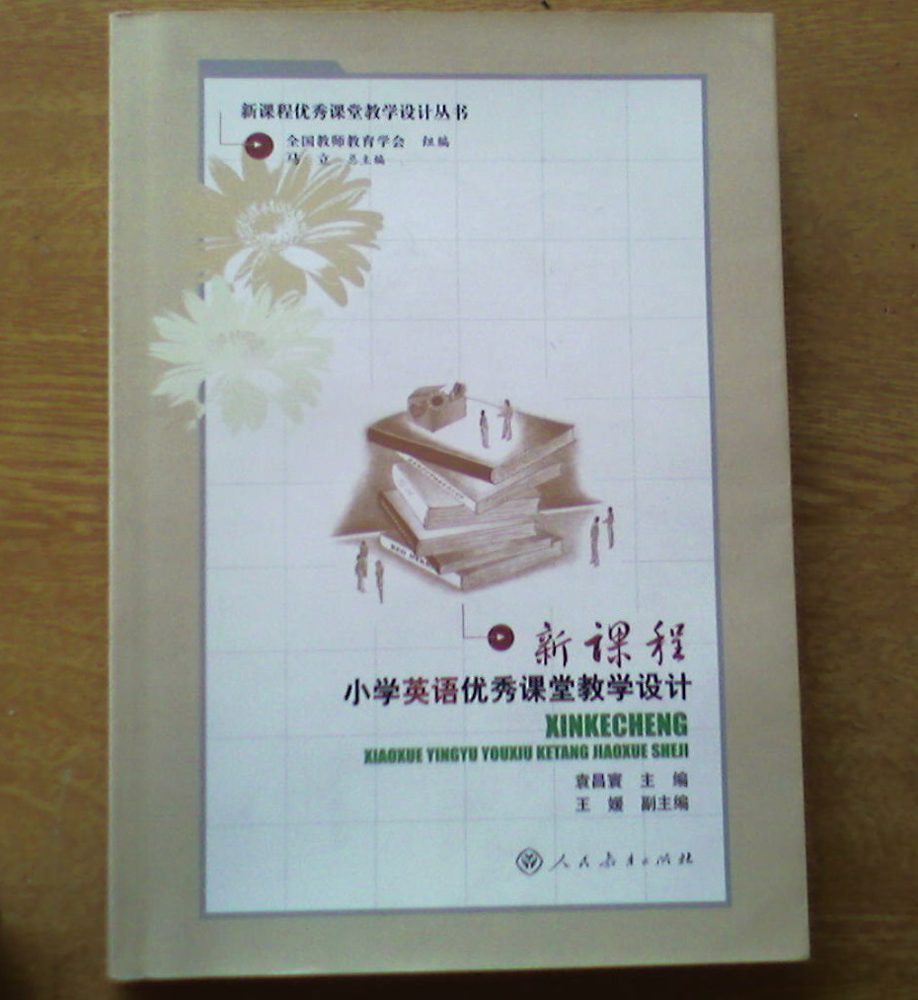 新课程优秀课堂教学设计丛书
全国教师教育学会 组编
马 立 总主编
新课程
小学英语优秀课堂教学设计
XINKECHENG
XIAOXUE YINGYU YOUXIU KETANG JIAOXUE SHEJI
袁昌寰 主 编
王 媛 副主编
人民教育出版社